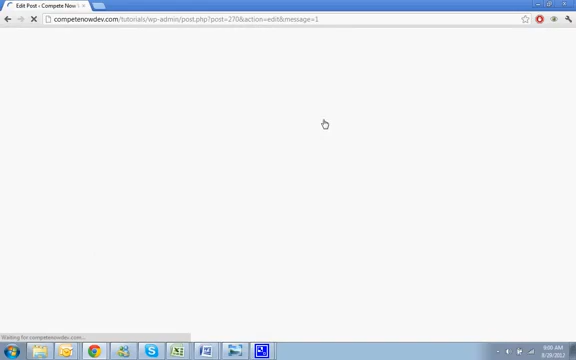 Edit Post ‹ Compete Now
competenowdev.com/tutorials/wp-admin/post.php?post=270&action=edit&message=1
Waiting for competenowdev.com...
9:00 AM
8/28/2012